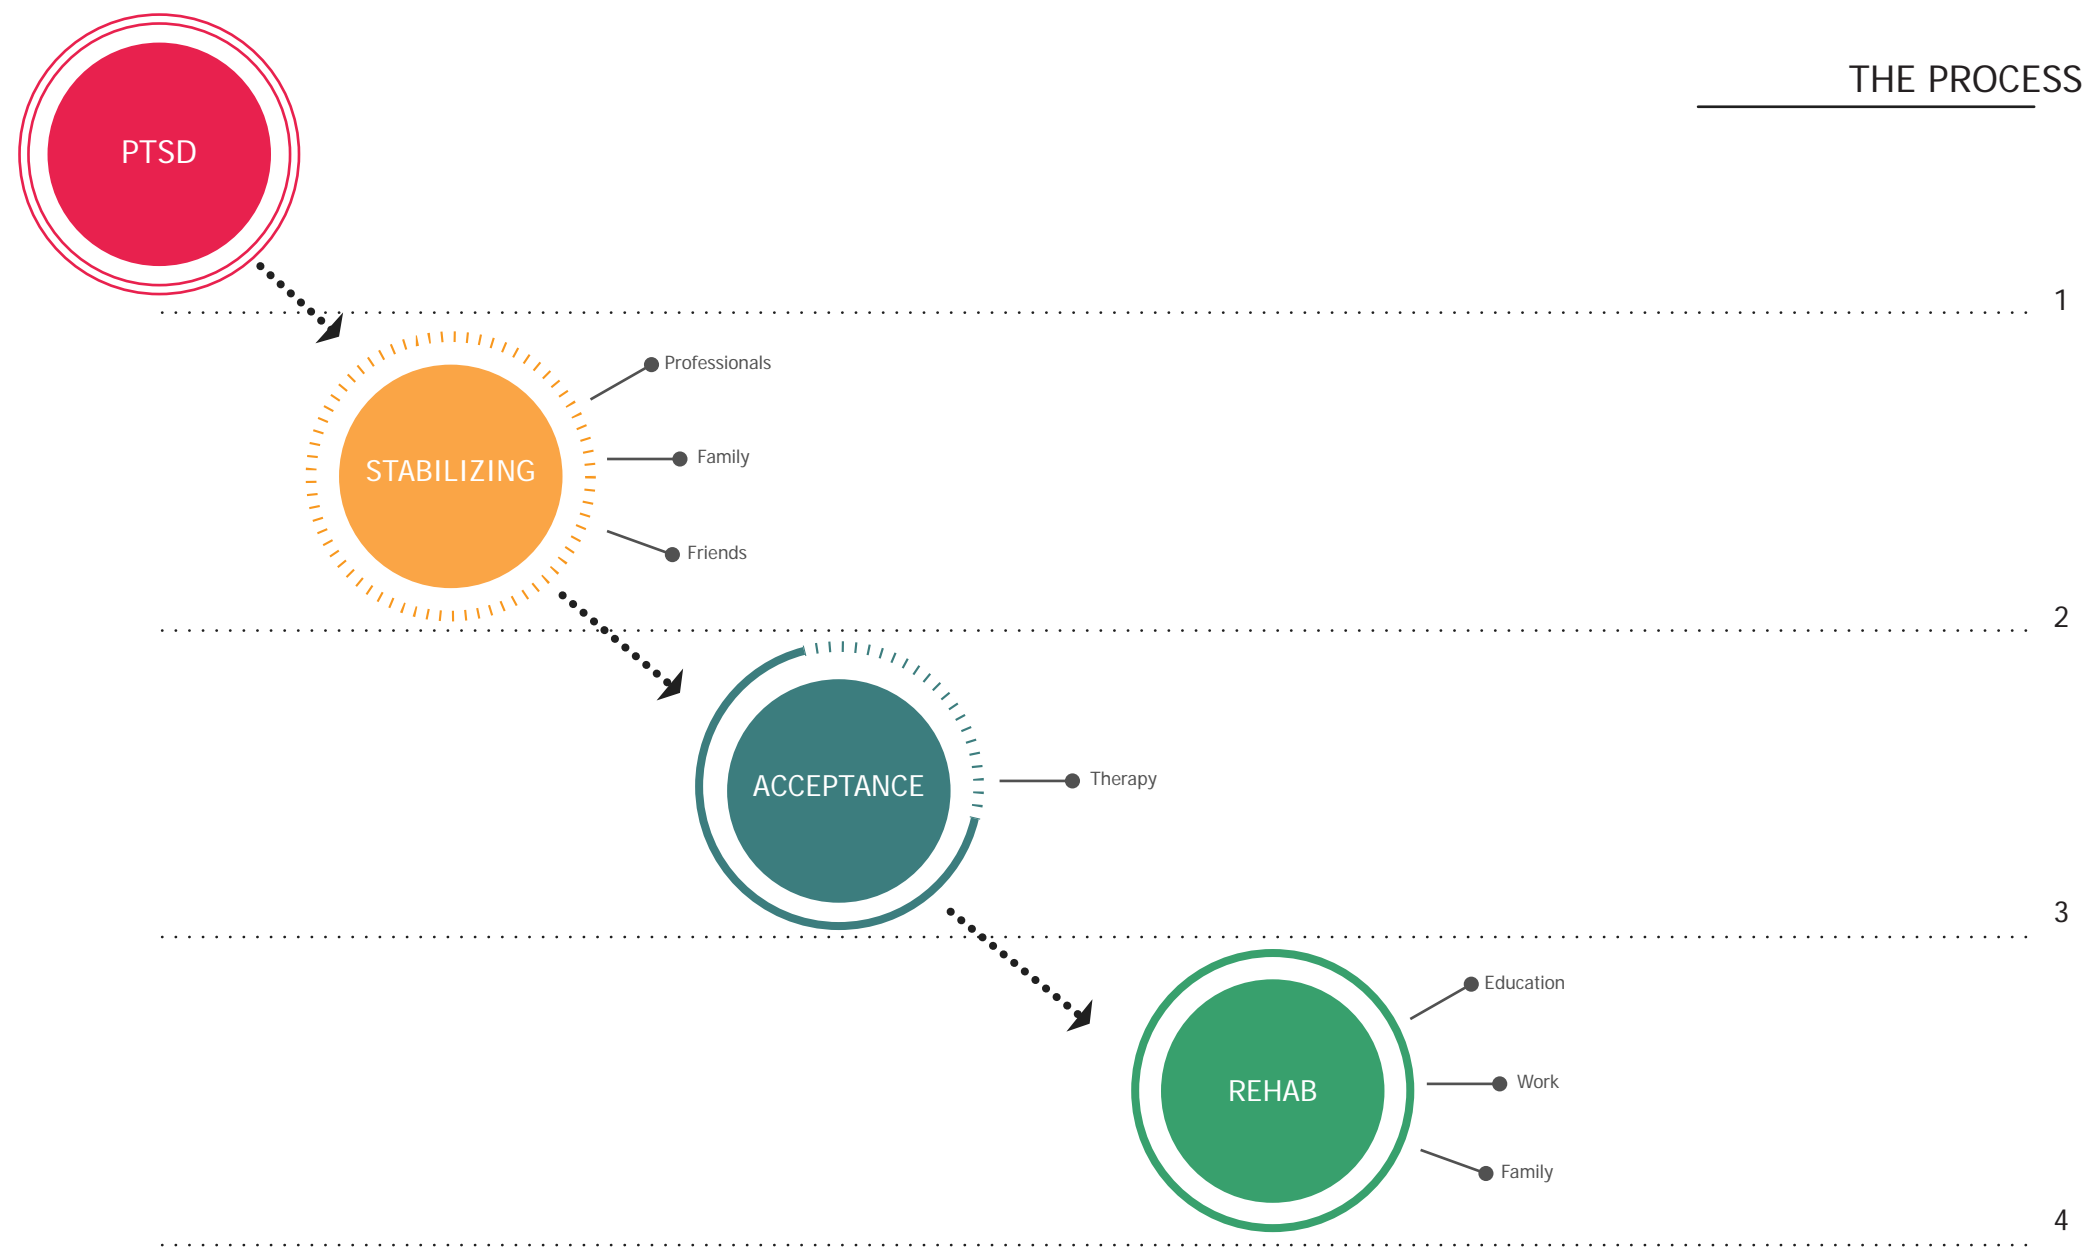 THE PROCESS
PTSD
1
Professionals
STABILIZING
Family
Friends
2
ACCEPTANCE
Therapy
3
Education
REHAB
Work
Family
4